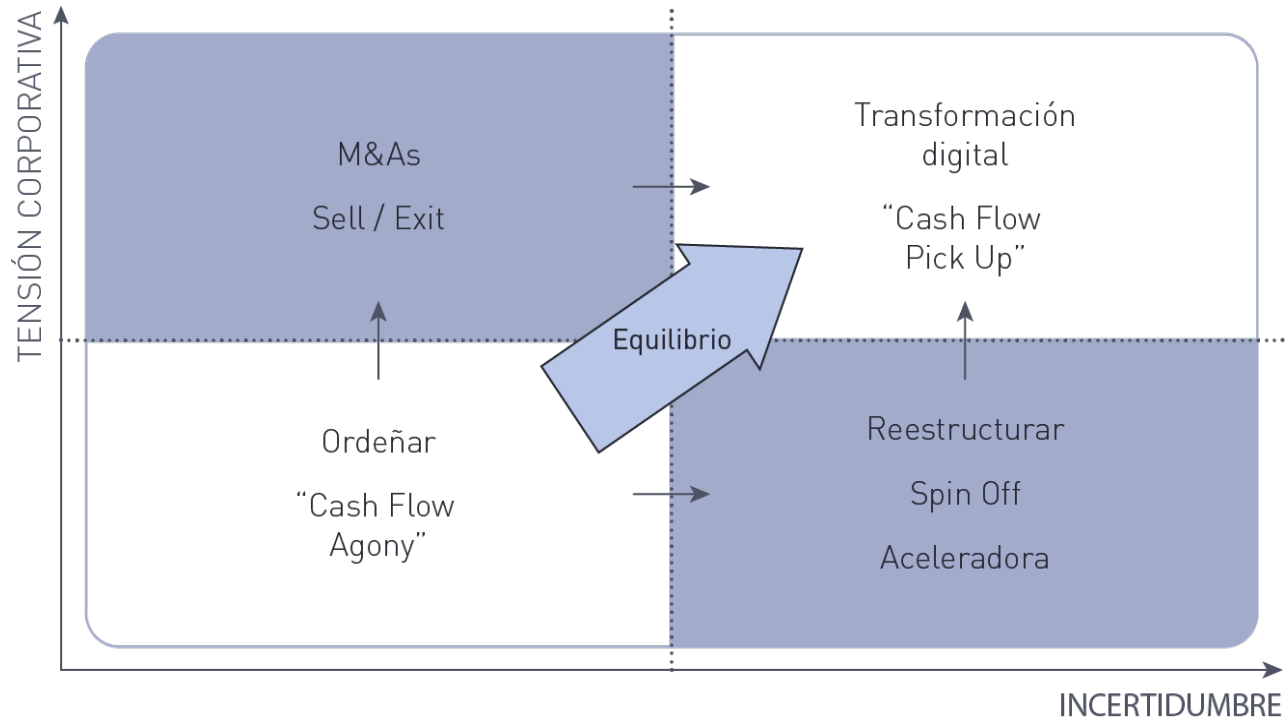 TENSIÓN CORPORATIVA
M&As
Sell / Exit
Transformación
digital
“Cash Flow
Pick Up”
Equilibrio
Ordeñar
“Cash Flow
Agony”
Reestructurar
Spin Off
Aceleradora
INCERTIDUMBRE